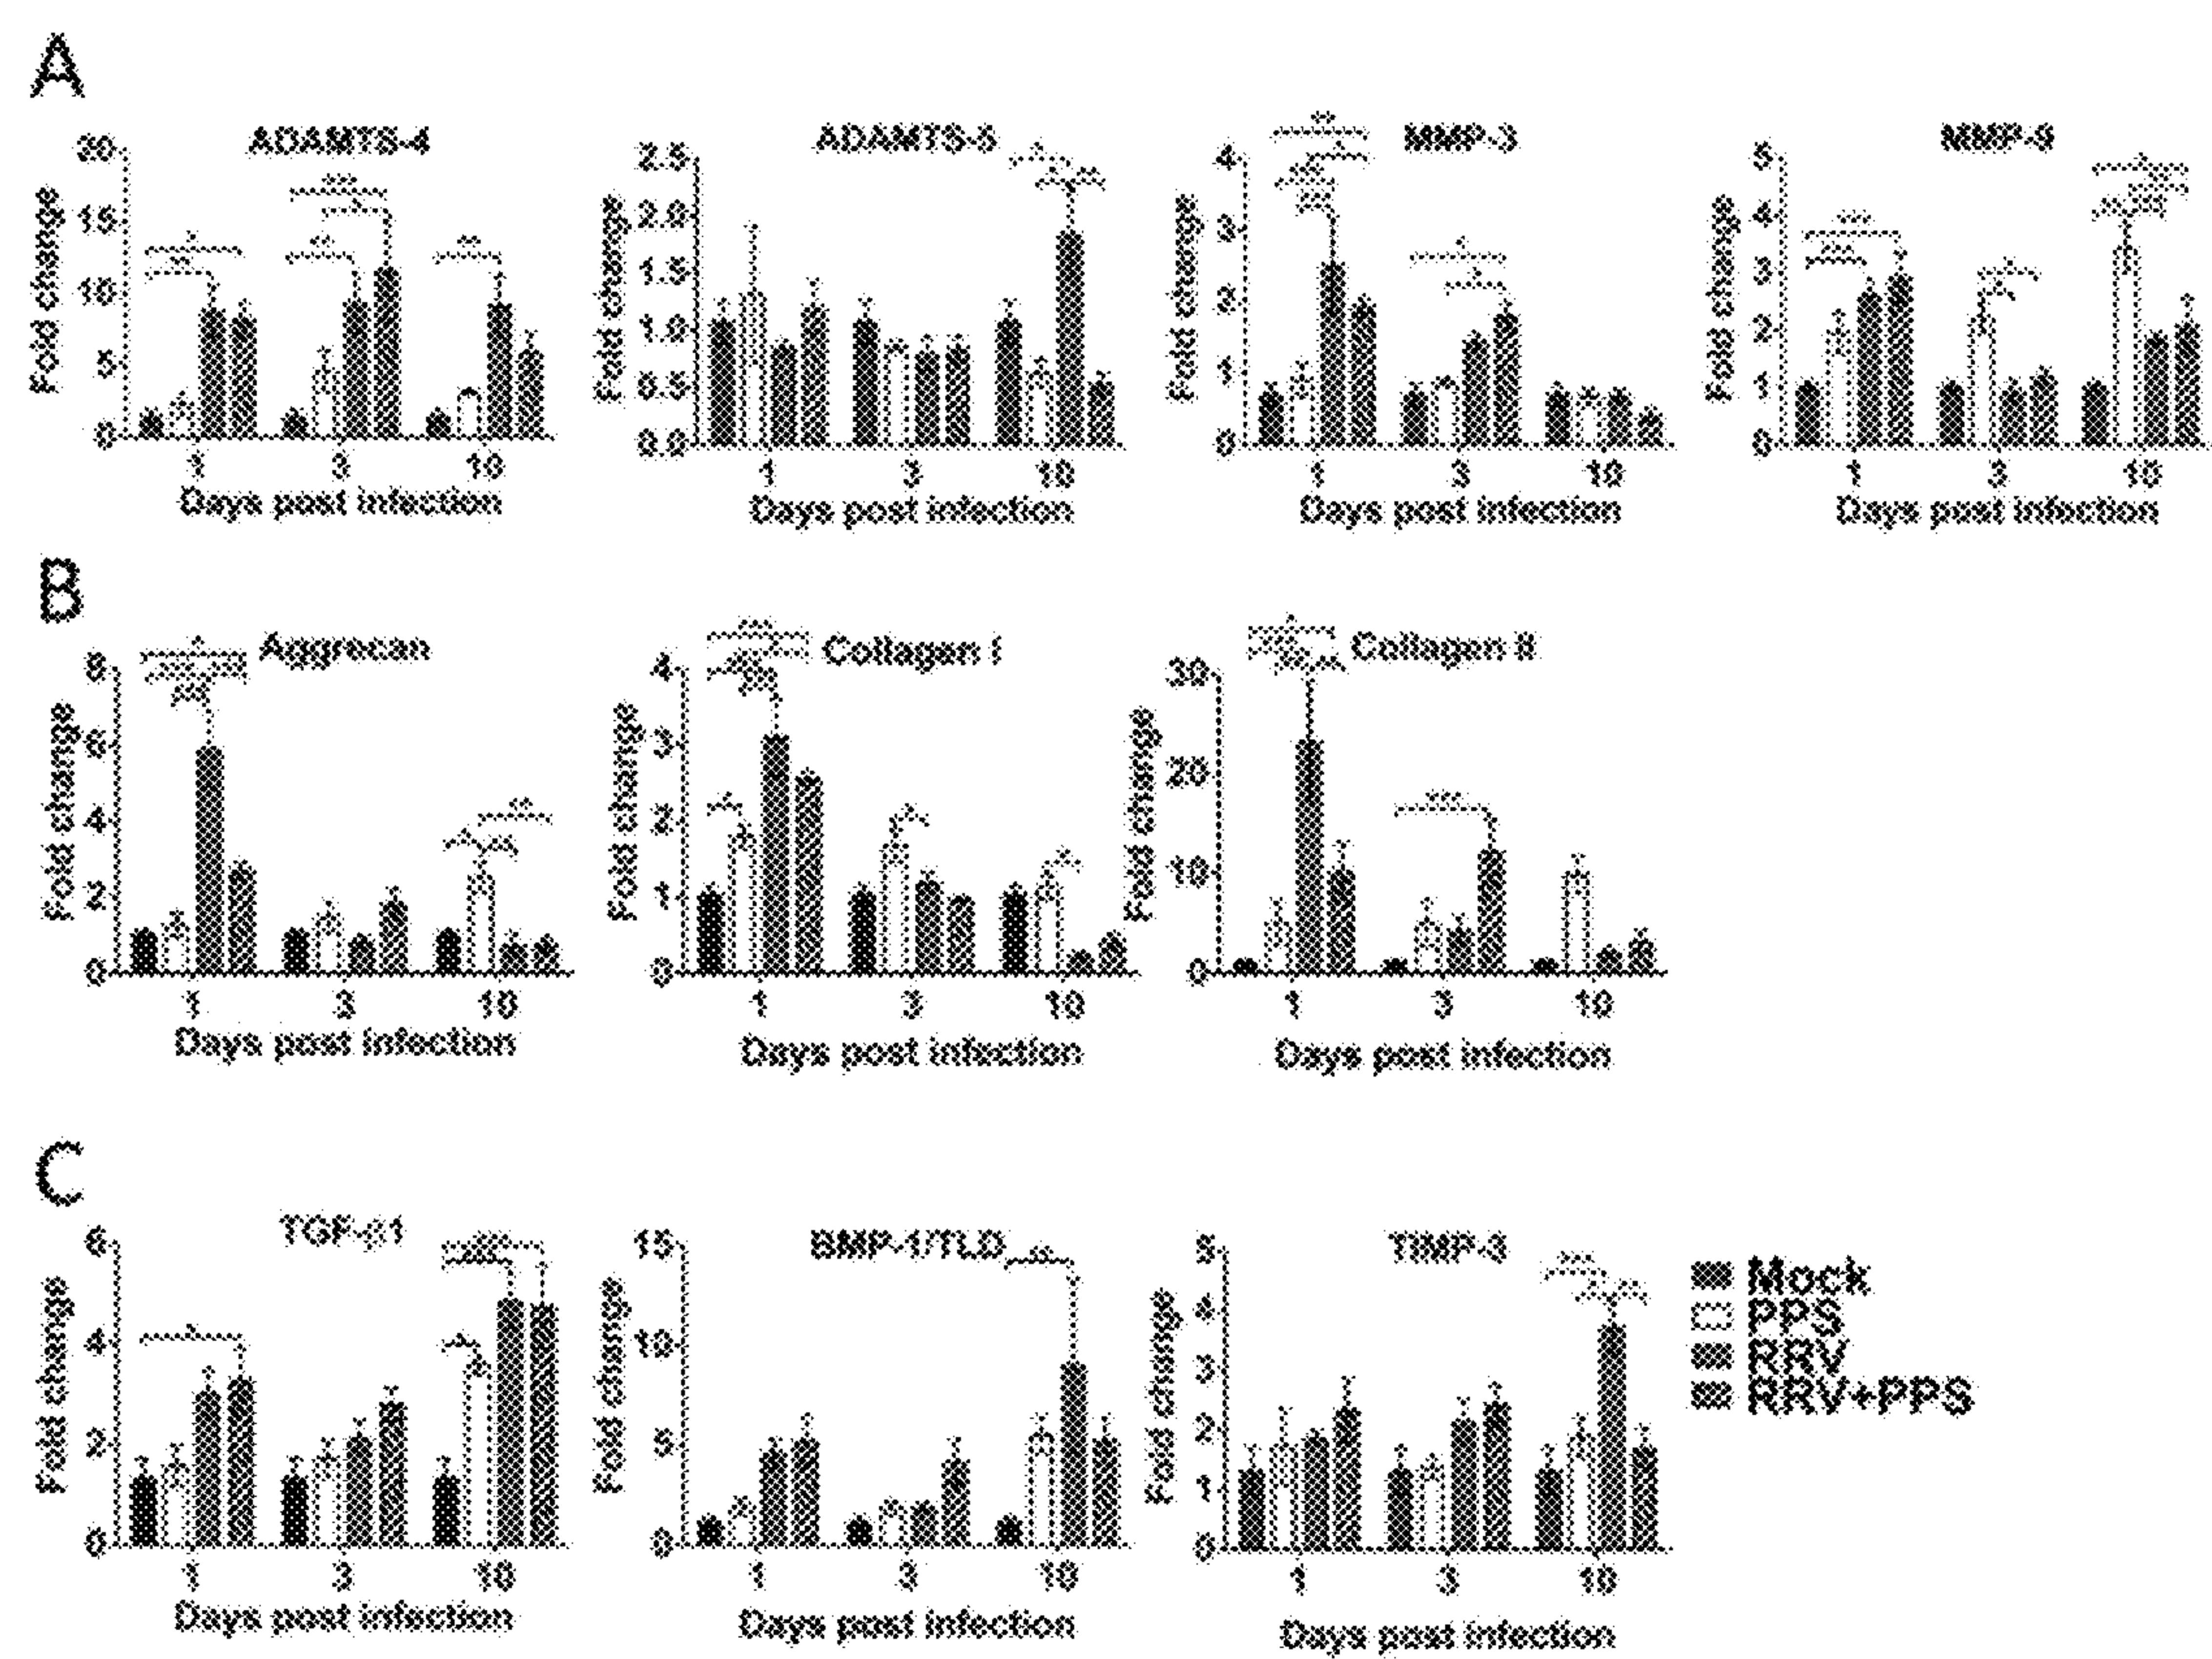 A
ADAMTS-4
Fold change
20
15
10
5
0
1 3 10
Days post infection
ADAMTS-5
Fold change
2.5
2.0
1.5
1.0
0.5
0.0
1 3 10
Days post infection
MMP-3
Fold change
4
3
2
1
0
1 3 10
Days post infection
MMP-9
Fold change
5
4
3
2
1
0
1 3 10
Days post infection
B
Aggrecan
Fold change
8
6
4
2
0
1 3 10
Days post infection
Collagen I
Fold change
4
3
2
1
0
1 3 10
Days post infection
Collagen II
Fold change
30
20
10
0
1 3 10
Days post infection
C
Fold change
6
4
2
0
1 3 10
Days post infection
BMP-1/TLD
Fold change
15
10
5
0
1 3 10
Days post infection
TIMP-3
Fold change
5
4
3
2
1
0
1 3 10
Days post infection
Mock
PPS
RRV
RRV+PPS